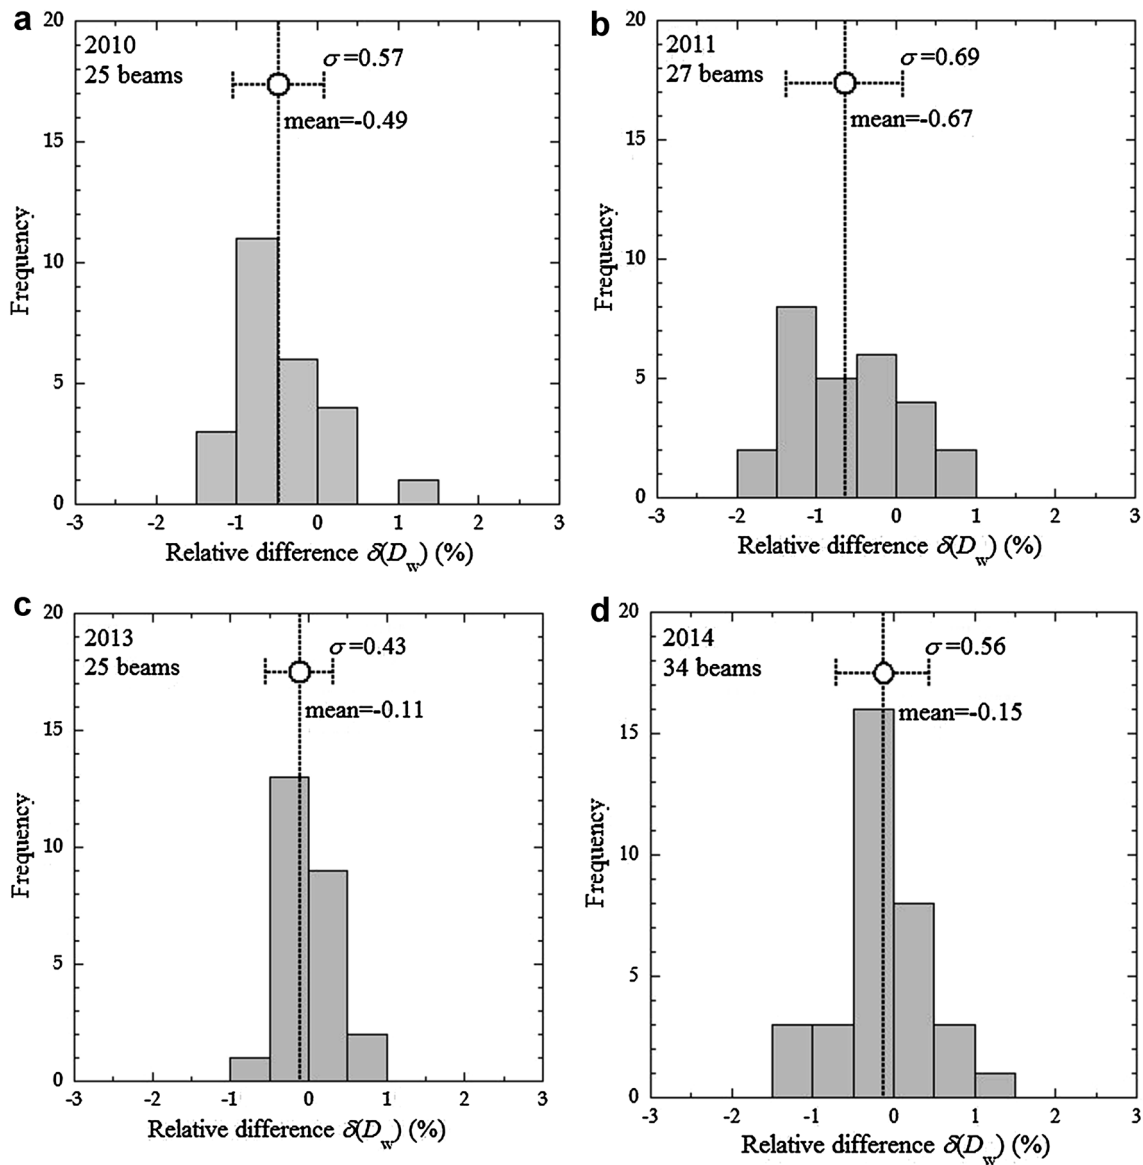 a
2010
25 beams
σ=0.57
mean=-0.49
Frequency
20
15
10
5
0
-3 -2 -1 0 1 2 3
Relative difference δ(Dw) (%)
b
2011
27 beams
σ=0.69
mean=-0.67
Frequency
20
15
10
5
0
-3 -2 -1 0 1 2 3
Relative difference δ(Dw) (%)
c
2013
25 beams
σ=0.43
mean=-0.11
Frequency
20
15
10
5
0
-3 -2 -1 0 1 2 3
Relative difference δ(Dw) (%)
d
2014
34 beams
σ=0.56
mean=-0.15
Frequency
20
15
10
5
0
-3 -2 -1 0 1 2 3
Relative difference δ(Dw) (%)